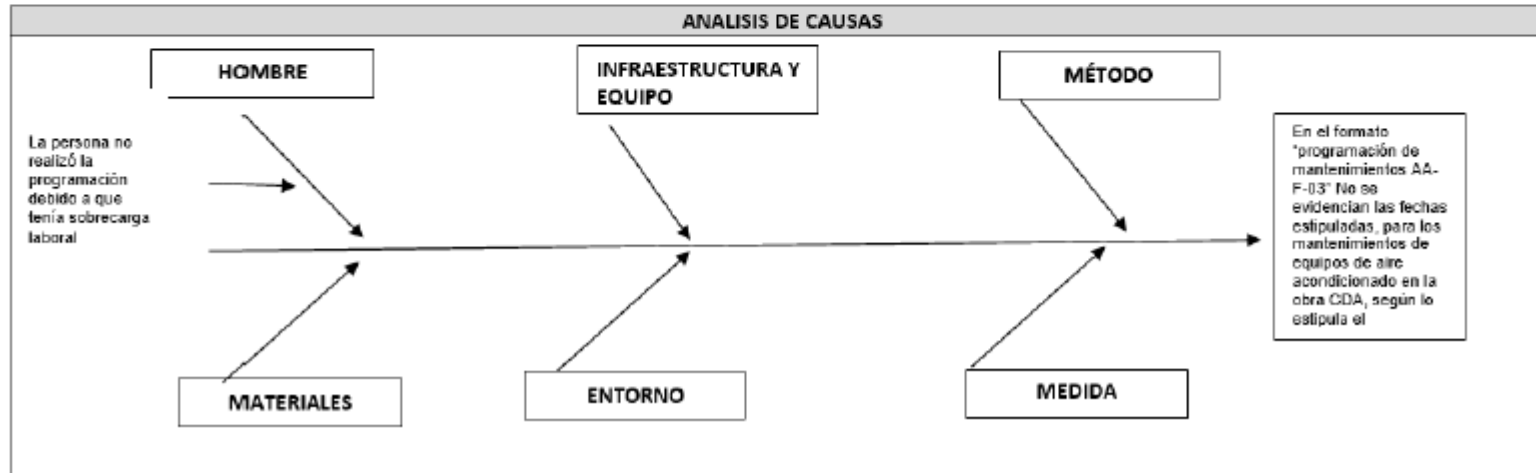 ANALISIS DE CAUSAS
HOMBRE
INFRAESTRUCTURA Y
EQUIPO
MÉTODO
La persona no
realizó la
programación
debido a que
tenía sobrecarga
laboral
En el formato
"programación de
mantenimientos AA-
F-03" No se
evidencian las fechas
estipuladas, para los
mantenimientos de
equipos de aire
acondicionado en la
obra CDA, según lo
estipula el
MATERIALES
ENTORNO
MEDIDA